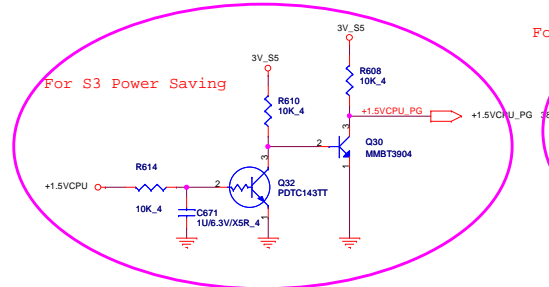 Fo
3V_S5
3V_S5
For S3 Power Saving
R608
10K_4
R610
10K_4
+1.5VCPU_PG
+1.5VCPU_PG
3
2
Q30
MMBT3904
3
1
R614
+1.5VCPU
2
Q32
PDTC143TT
10K_4
C671
1U/6.3V/X5R_4
1